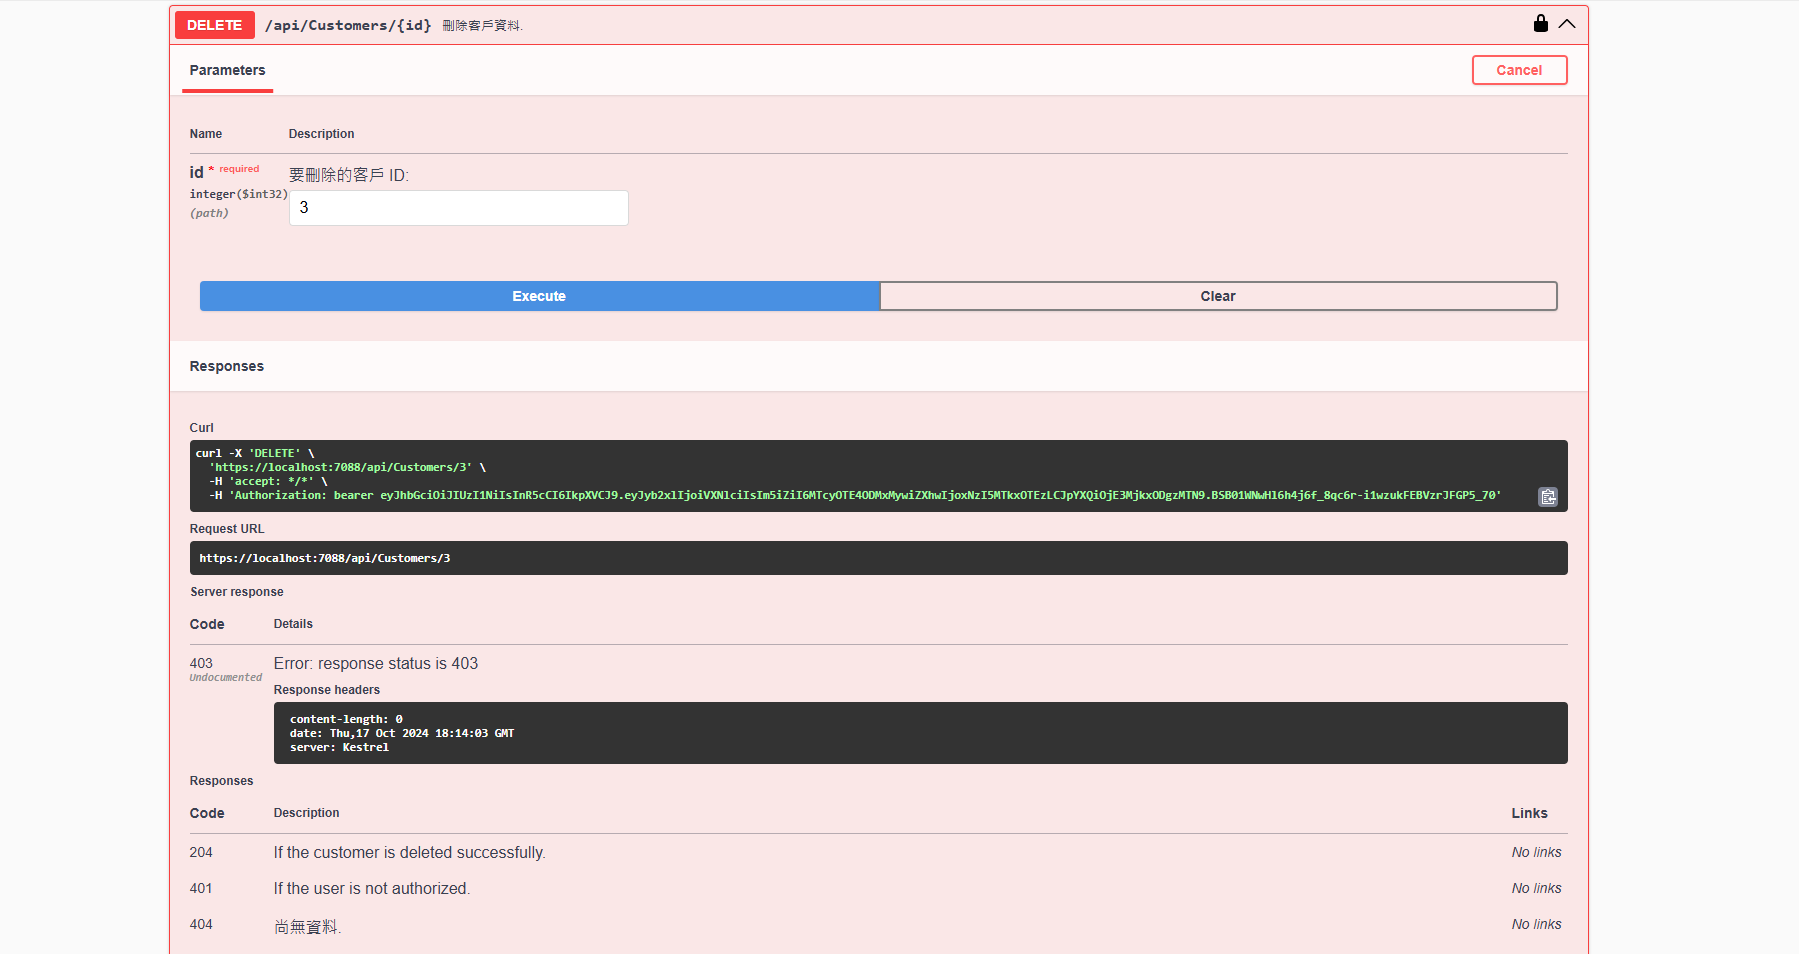 DELETE /api/Customers/{id} 刪除客戶資料.
Parameters
Cancel
Name Description
id * required
integer($int32)
(path)
要刪除的客戶 ID:
3
Execute
Clear
Responses
Curl
curl -X 'DELETE' \
'https://localhost:7088/api/Customers/3' \
-H 'accept: */*' \
-H 'Authorization: bearer eyJhbGciOiJIUzI1NiIsInR5cCI6IkpXVCJ9.eyJyb2xlIjoiVXNlciIsIm5iZiI6MTcyOTE4ODMxMywiZXhwIjoxNzI5MTkxOTEzLCJpYXQiOjE3MjkxODgzMTN9.BSB01WNwHl6h4j6f_8qc6r-i1wzukFEBVzrJFGP5_70'
Request URL
https://localhost:7088/api/Customers/3
Server response
Code Details
403
Undocumented
Error: response status is 403
Response headers
content-length: 0
date: Thu,17 Oct 2024 18:14:03 GMT
server: Kestrel
Responses
Code Description Links
204 If the customer is deleted successfully. No links
401 If the user is not authorized. No links
404 尚無資料. No links